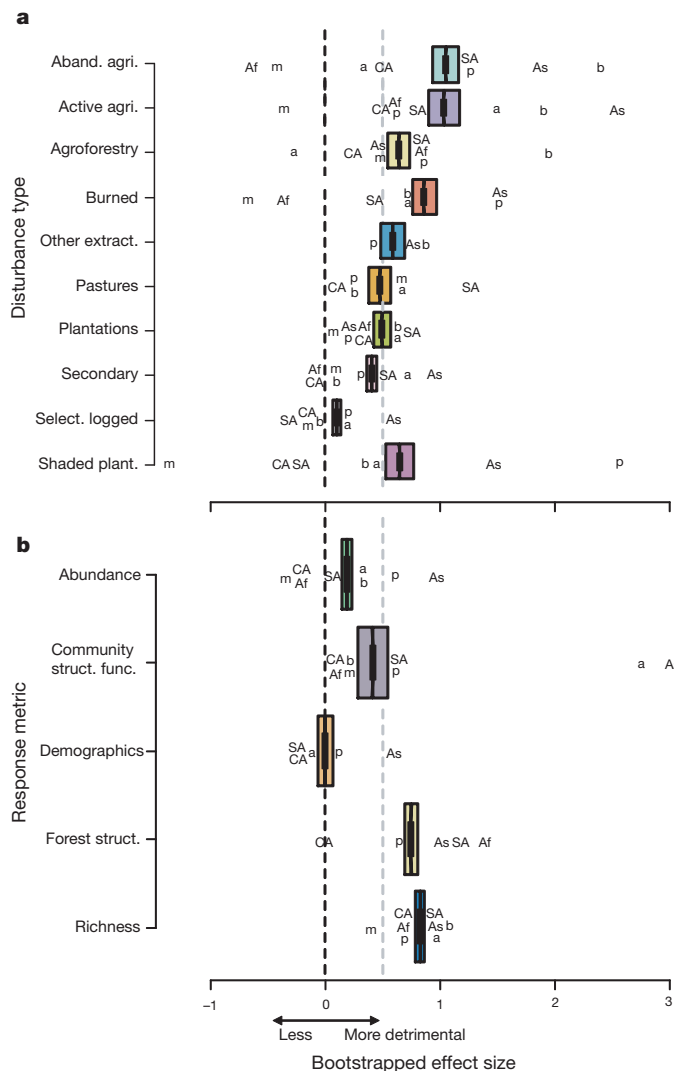 a
Aband. agri.
Af m a CA SA p As b
Active agri.
m CA Af p SA a b As
Agroforestry
a CA As m SA Af p b
Burned
m Af SA b a As p
Other extract.
p As b
Pastures
CA p b m a SA
Plantations
m As p Af CA b a SA
Secondary
Af CA m b p SA a As
Select. logged
SA CA m b p a As
Shaded plant.
m CA SA b a As p
Disturbance type
b
Abundance
m CA Af SA a b p As
Community
struct. func.
CA b Af m SA p a A
Demographics
SA CA a p As
Forest struct.
CA p As SA Af
Richness
m CA Af p SA As b a
Response metric
−1 0 1 2 3
Less More detrimental
Bootstrapped effect size